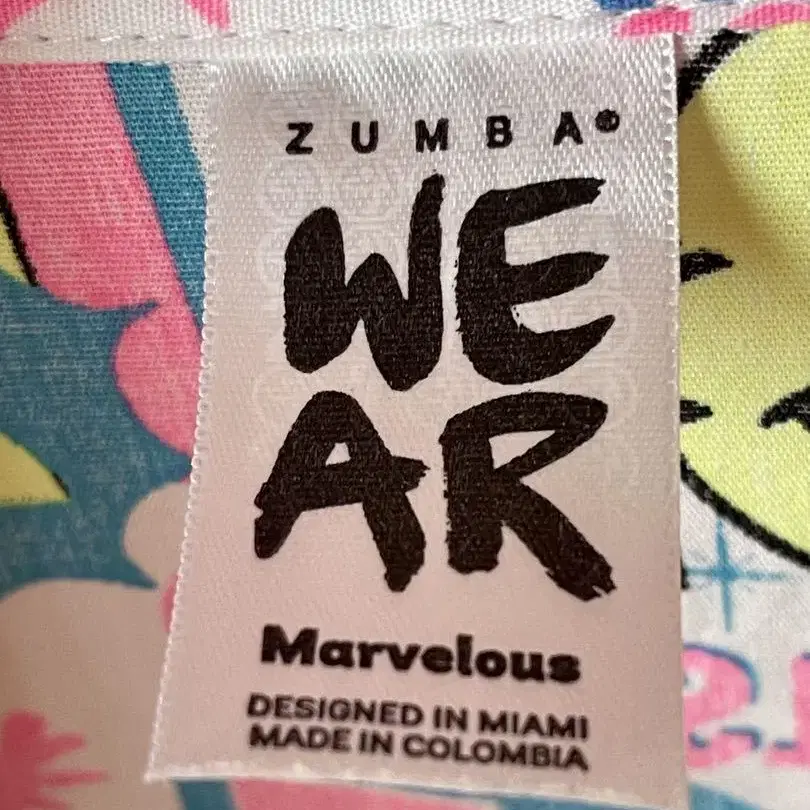 ZUMBA®
WE
AR
Marvelous
DESIGNED IN MIAMI
MADE IN COLOMBIA